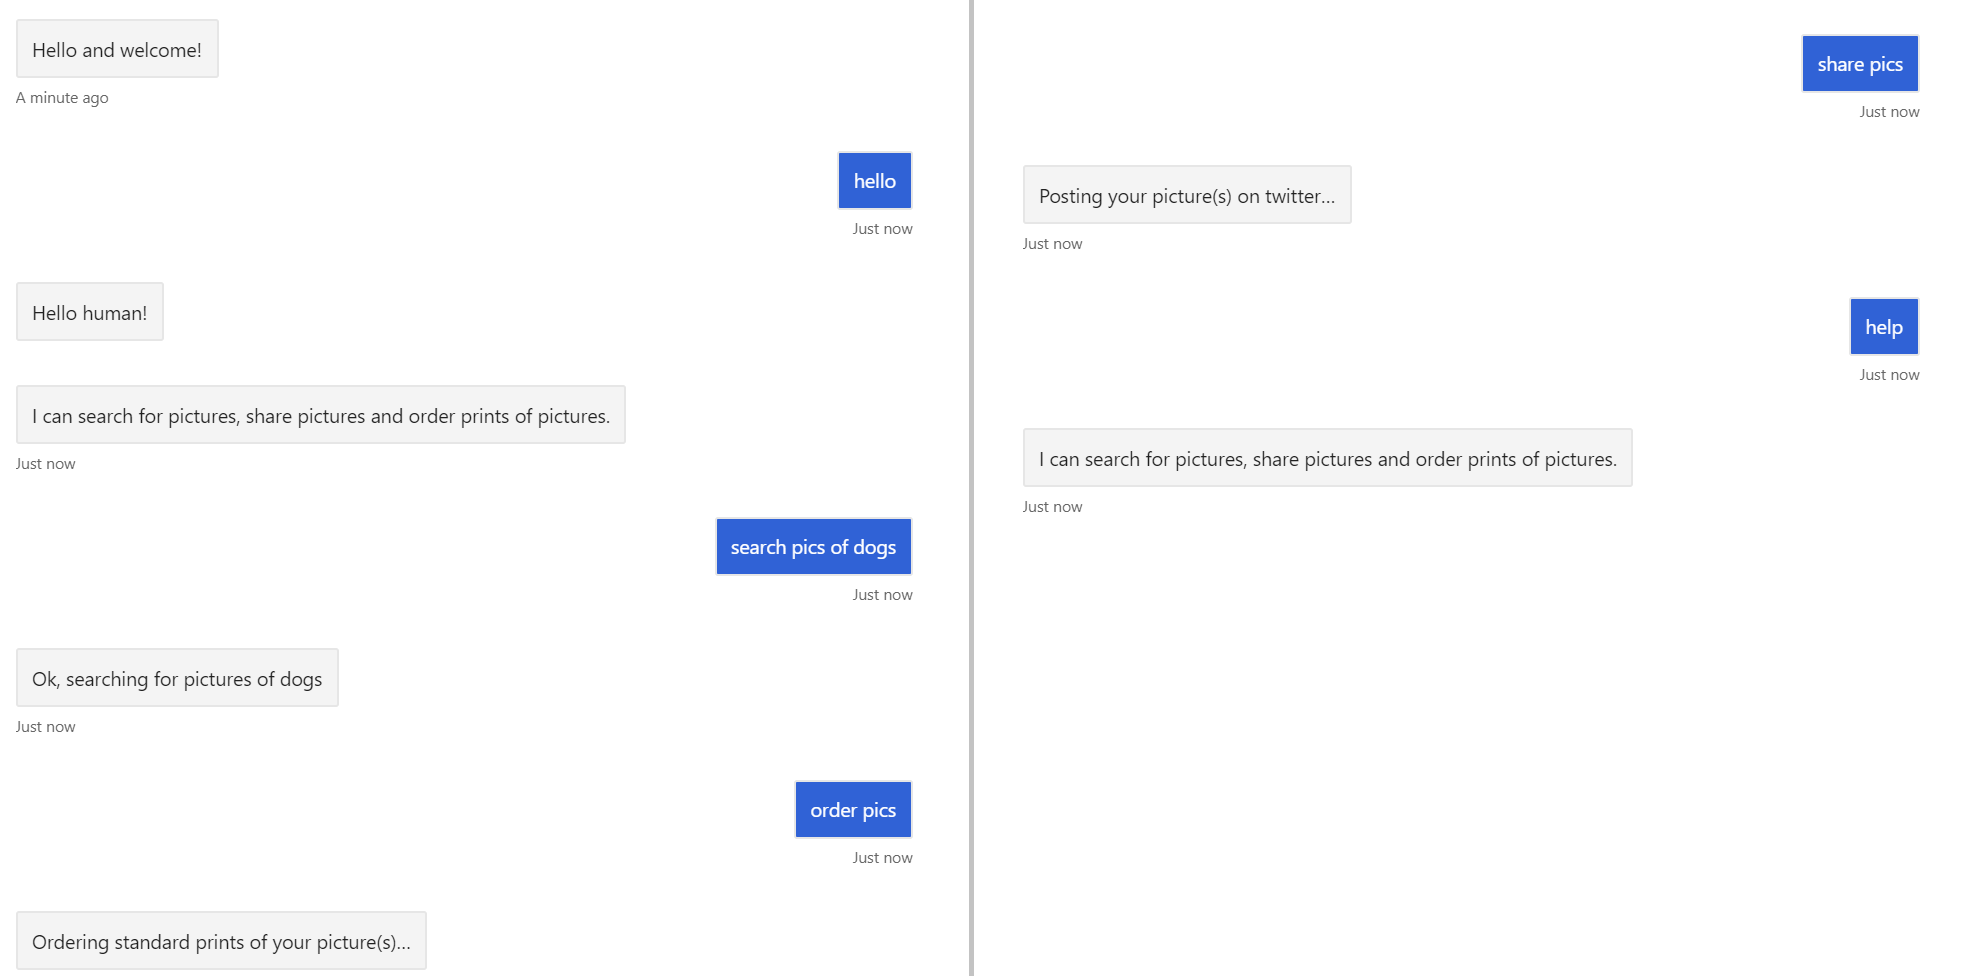 Hello and welcome!
A minute ago
hello
Just now
Hello human!
I can search for pictures, share pictures and order prints of pictures.
Just now
search pics of dogs
Just now
Ok, searching for pictures of dogs
Just now
order pics
Just now
Ordering standard prints of your picture(s)...
share pics
Just now
Posting your picture(s) on twitter...
Just now
help
Just now
I can search for pictures, share pictures and order prints of pictures.
Just now